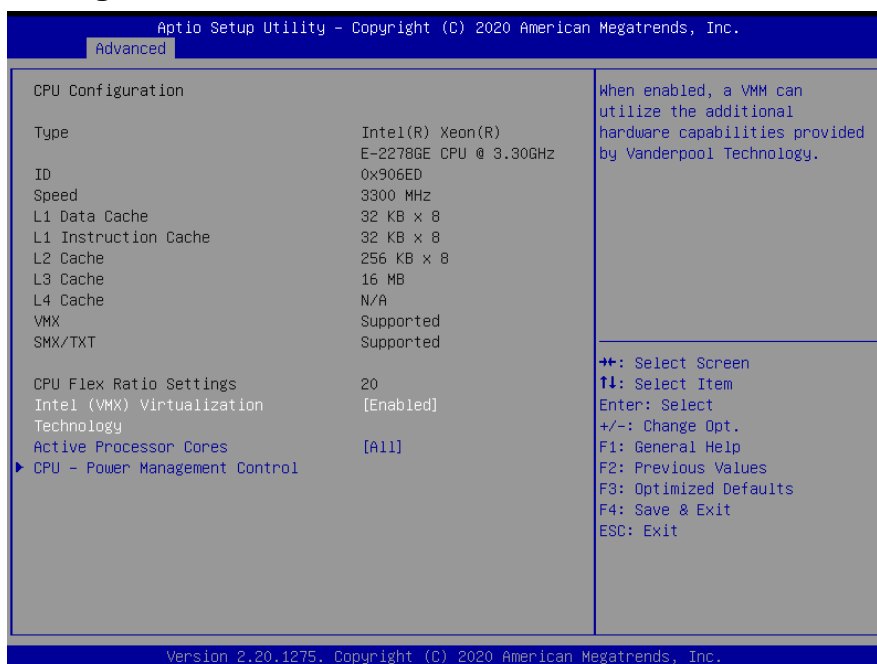 Aptio Setup Utility – Copyright (C) 2020 American Megatrends, Inc.
Advanced
CPU Configuration
Type Intel(R) Xeon(R)
E-2278GE CPU @ 3.30GHz
ID 0x906ED
Speed 3300 MHz
L1 Data Cache 32 KB x 8
L1 Instruction Cache 32 KB x 8
L2 Cache 256 KB x 8
L3 Cache 16 MB
L4 Cache N/A
VMX Supported
SMX/TXT Supported
CPU Flex Ratio Settings 20
Intel (VMX) Virtualization [Enabled]
Technology
Active Processor Cores [All]
CPU – Power Management Control
When enabled, a VMM can
utilize the additional
hardware capabilities provided
by Vanderpool Technology.
→←: Select Screen
↑↓: Select Item
Enter: Select
+/-: Change Opt.
F1: General Help
F2: Previous Values
F3: Optimized Defaults
F4: Save & Exit
ESC: Exit
Version 2.20.1275. Copyright (C) 2020 American Megatrends, Inc.